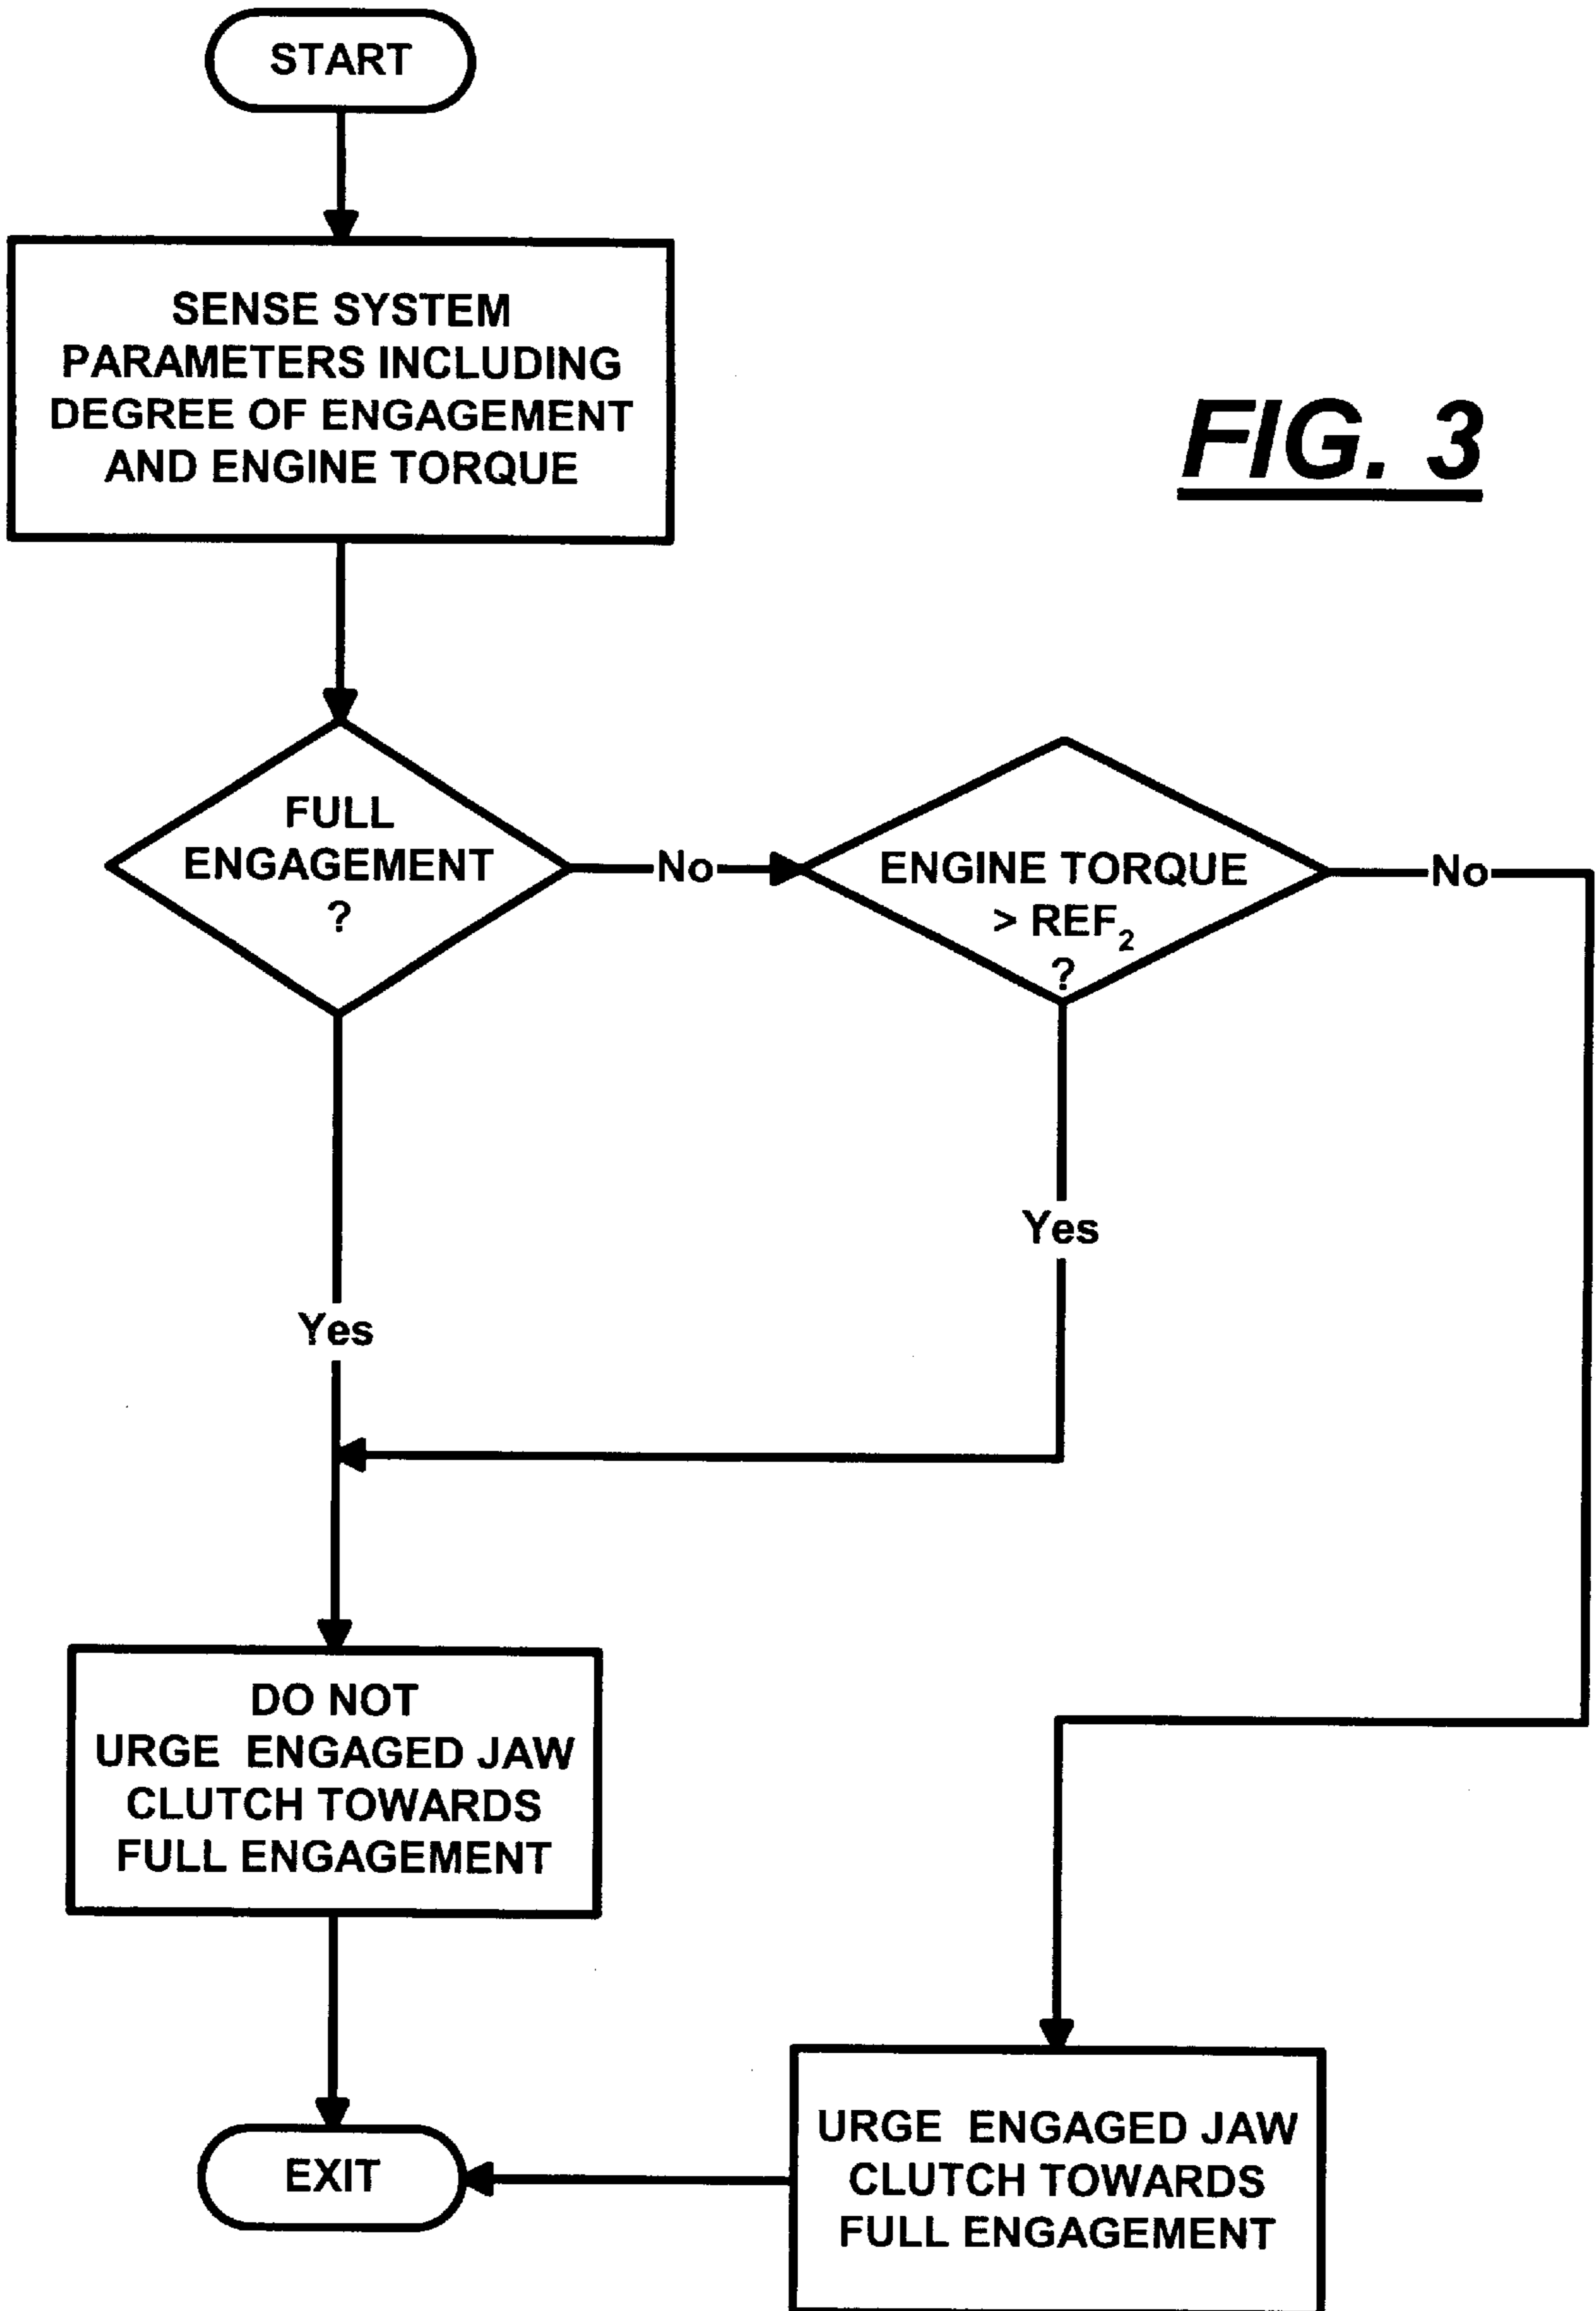 START
SENSE SYSTEM
PARAMETERS INCLUDING
DEGREE OF ENGAGEMENT
AND ENGINE TORQUE
FIG. 3
FULL
ENGAGEMENT
?
No
ENGINE TORQUE
> REF₂
?
No
Yes
Yes
DO NOT
URGE ENGAGED JAW
CLUTCH TOWARDS
FULL ENGAGEMENT
URGE ENGAGED JAW
CLUTCH TOWARDS
FULL ENGAGEMENT
EXIT